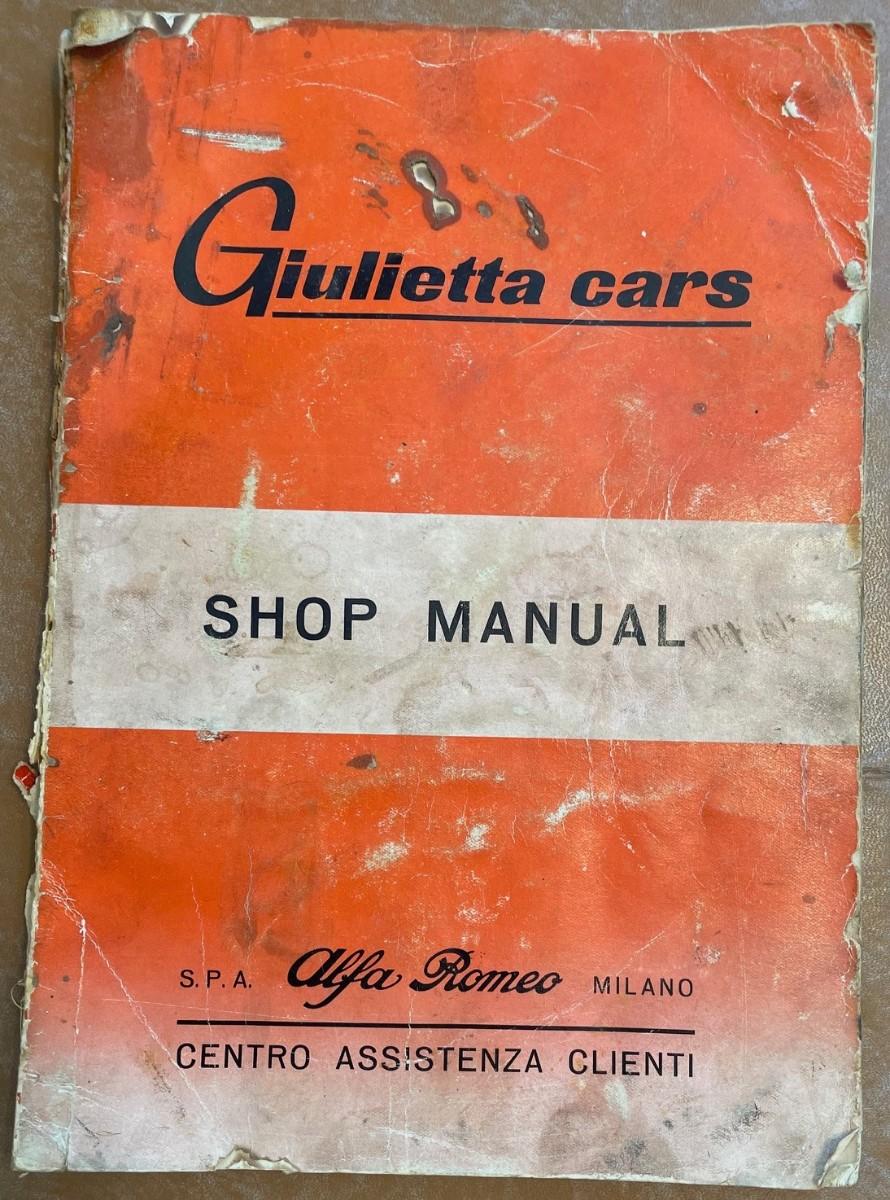 Giulietta cars
SHOP MANUAL
S.P.A. Alfa Romeo MILANO
CENTRO ASSISTENZA CLIENTI